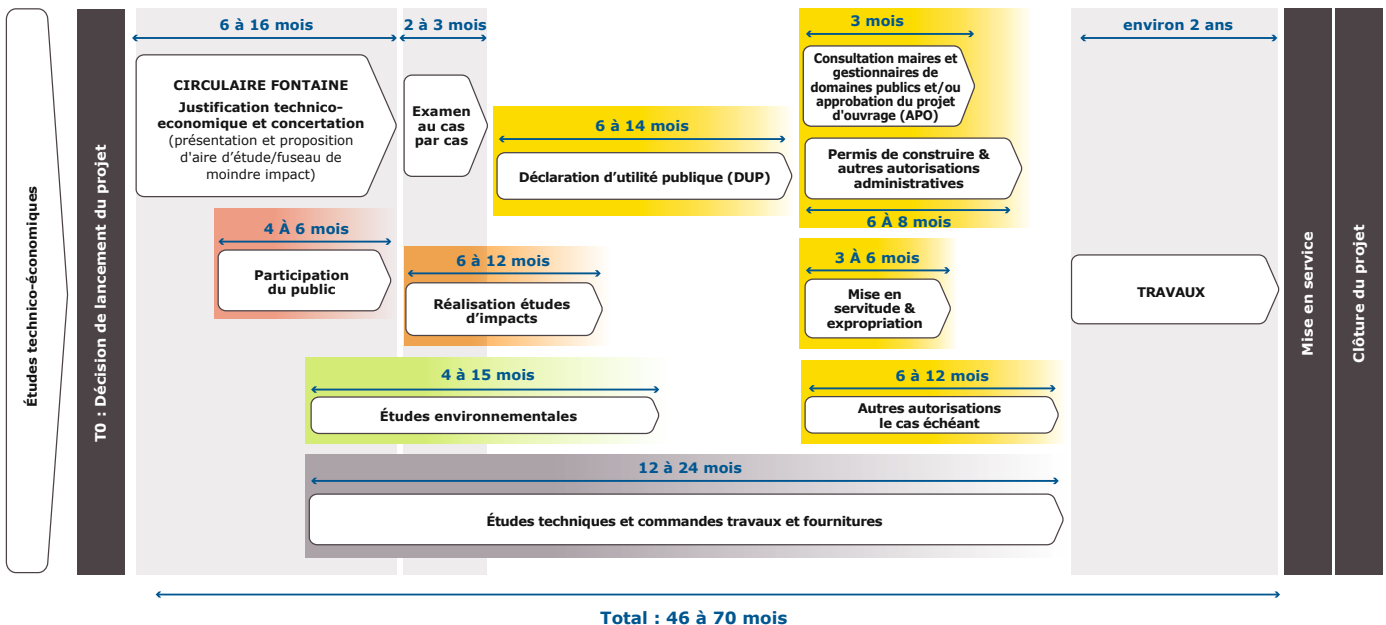 Études technico-économiques
T0 : Décision de lancement du projet
6 à 16 mois
CIRCULAIRE FONTAINE
Justification technico-
economique et concertation
(présentation et proposition
d'aire d'étude/fuseau de
moindre impact)
4 À 6 mois
Participation
du public
2 à 3 mois
Examen
au cas
par cas
6 à 14 mois
Déclaration d'utilité publique (DUP)
6 à 12 mois
Réalisation études
d'impacts
4 à 15 mois
Études environnementales
12 à 24 mois
Études techniques et commandes travaux et fournitures
3 mois
Consultation maires et
gestionnaires de
domaines publics et/ou
approbation du projet
d'ouvrage (APO)
Permis de construire &
autres autorisations
administratives
6 À 8 mois
3 À 6 mois
Mise en
servitude &
expropriation
6 à 12 mois
Autres autorisations
le cas échéant
environ 2 ans
TRAVAUX
Mise en service
Clôture du projet
Total : 46 à 70 mois